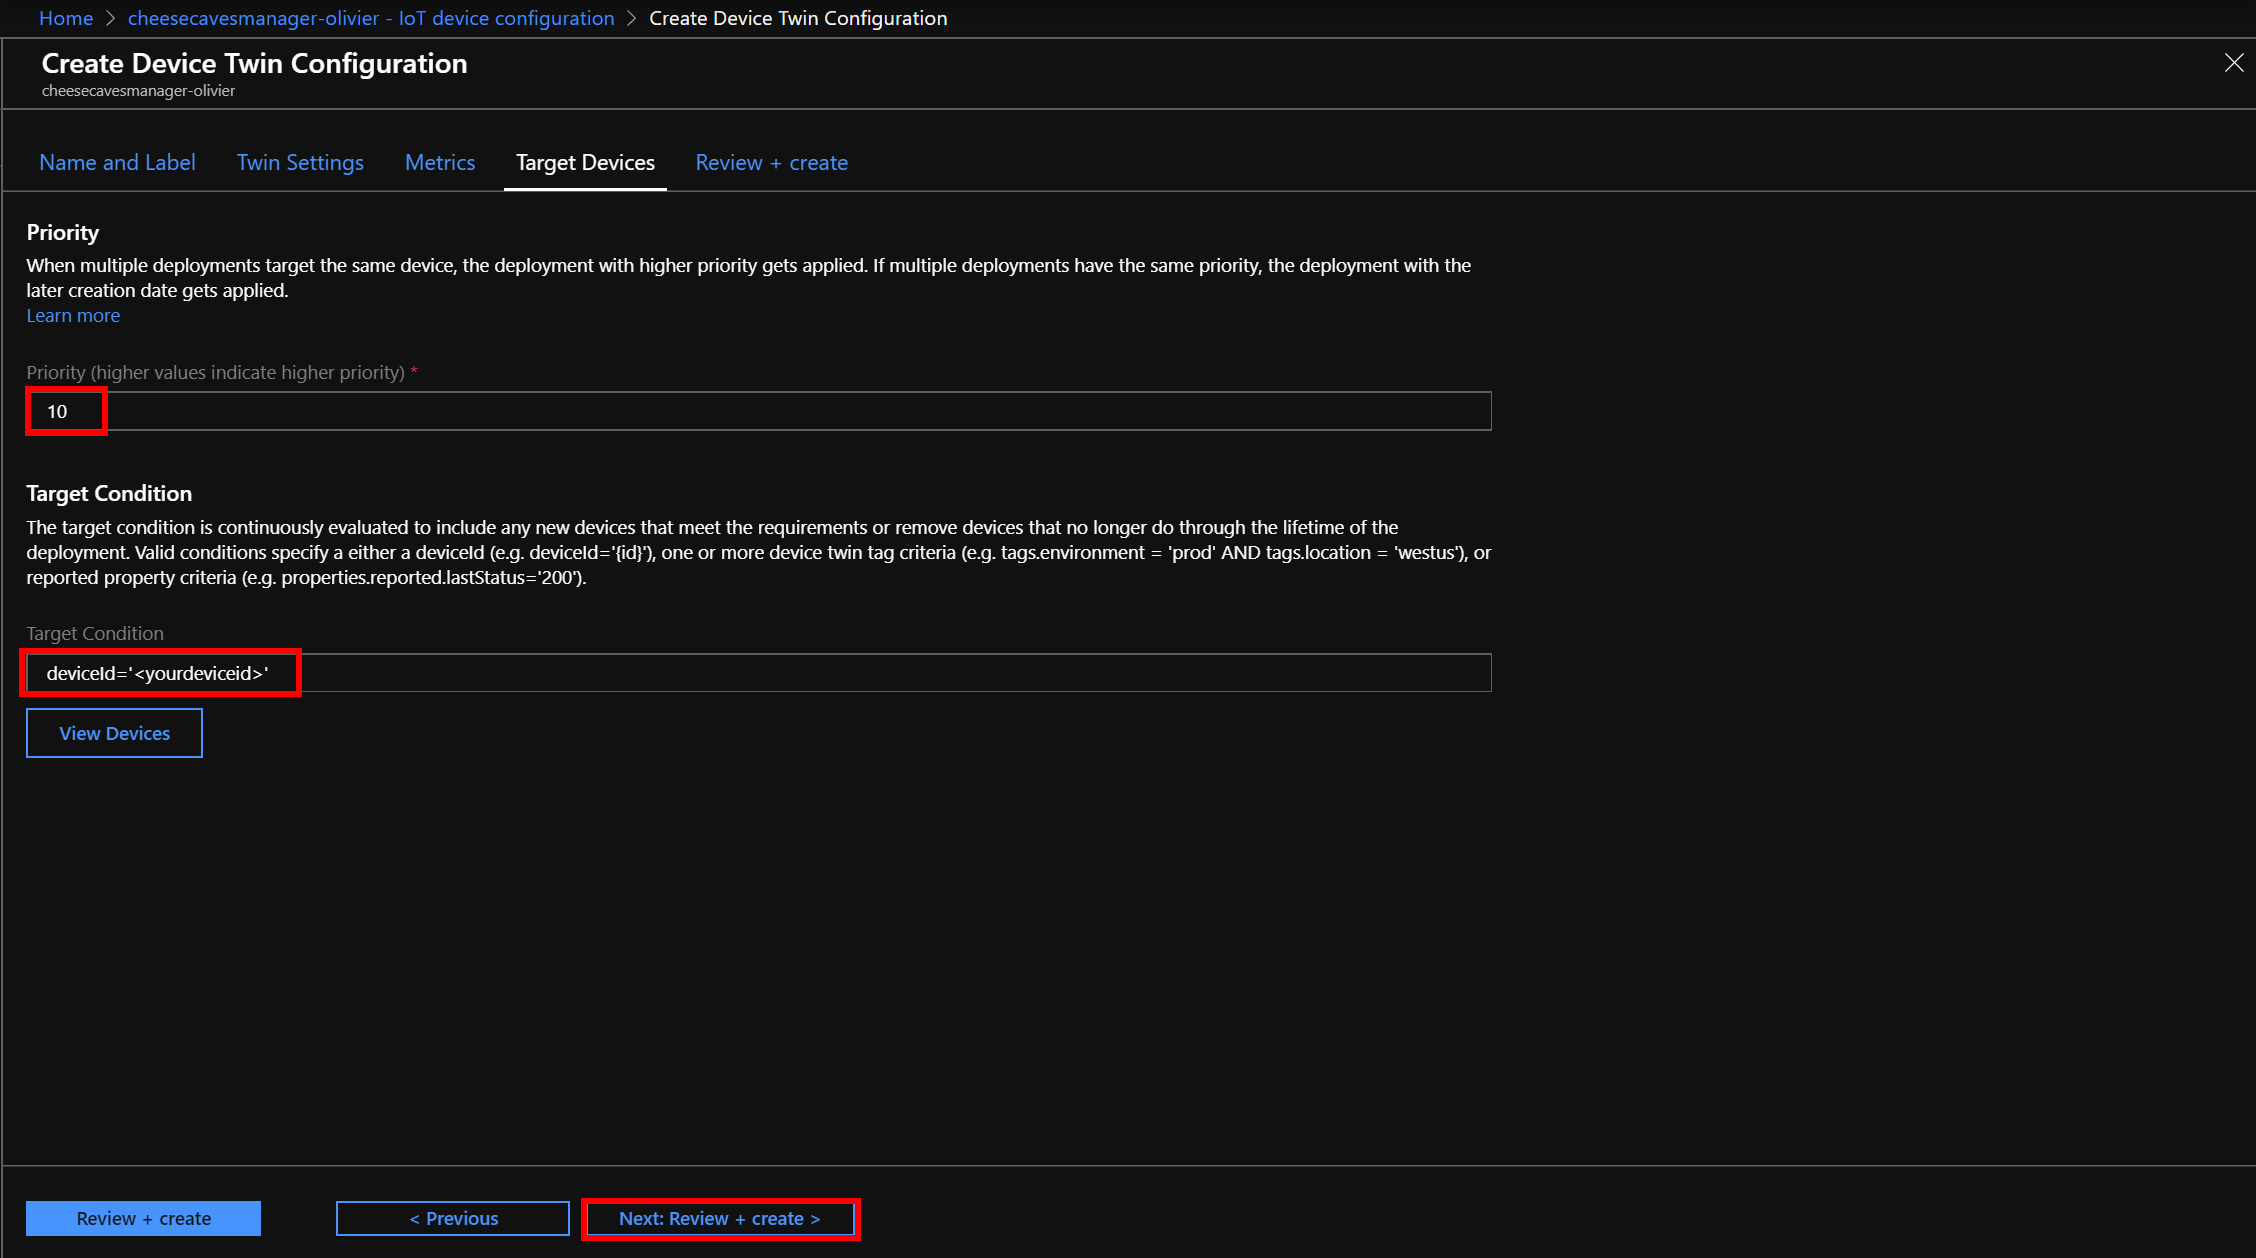 Home > cheesecavesmanager-olivier - IoT device configuration > Create Device Twin Configuration
Create Device Twin Configuration
cheesecavesmanager-olivier
Name and Label Twin Settings Metrics Target Devices Review + create
Priority
When multiple deployments target the same device, the deployment with higher priority gets applied. If multiple deployments have the same priority, the deployment with the
later creation date gets applied.
Learn more
Priority (higher values indicate higher priority) *
10
Target Condition
The target condition is continuously evaluated to include any new devices that meet the requirements or remove devices that no longer do through the lifetime of the
deployment. Valid conditions specify a either a deviceId (e.g. deviceId='{id}'), one or more device twin tag criteria (e.g. tags.environment = 'prod' AND tags.location = 'westus'), or
reported property criteria (e.g. properties.reported.lastStatus='200').
Target Condition
deviceId='<yourdeviceid>'
View Devices
Review + create < Previous Next: Review + create >